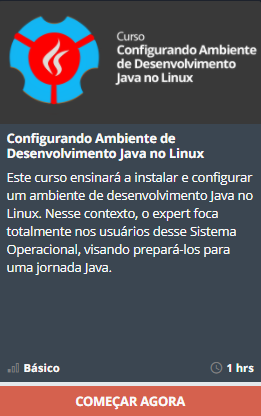 Curso
Configurando Ambiente
de Desenvolvimento
Java no Linux
Configurando Ambiente de
Desenvolvimento Java no Linux
Este curso ensinará a instalar e configurar
um ambiente de desenvolvimento Java no
Linux. Nesse contexto, o expert foca
totalmente nos usuários desse Sistema
Operacional, visando prepará-los para
uma jornada Java.
Básico
1 hrs
COMEÇAR AGORA